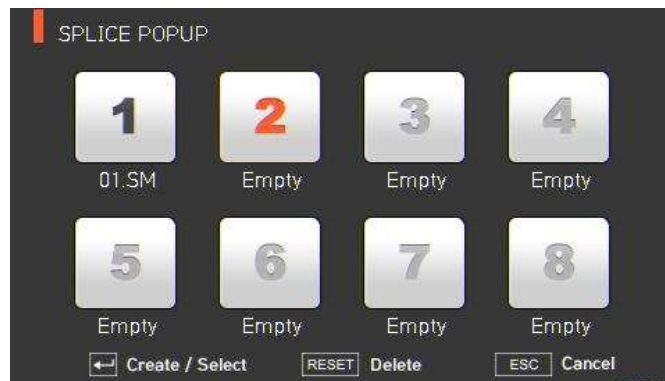 SPLICE POPUP
1 2 3 4
01.SM Empty Empty Empty
5 6 7 8
Empty Empty Empty Empty
Create / Select RESET Delete ESC Cancel